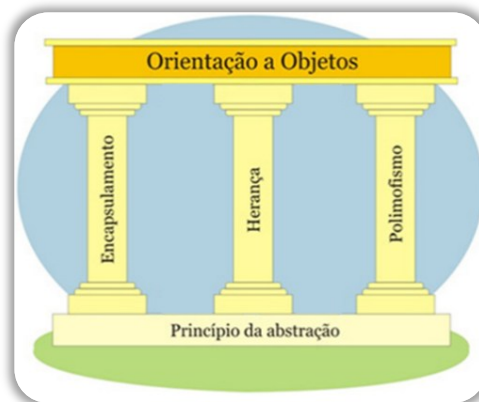 Orientação a Objetos
Encapsulamento
Herança
Polimofismo
Princípio da abstração